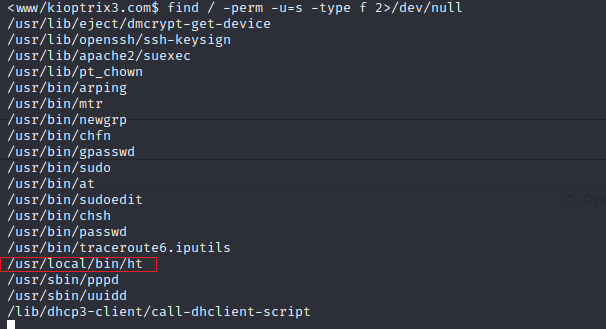 <www/kioptrix3.com$ find / -perm -u=s -type f 2>/dev/null
/usr/lib/eject/dmcrypt-get-device
/usr/lib/openssh/ssh-keysign
/usr/lib/apache2/suexec
/usr/lib/pt_chown
/usr/bin/arping
/usr/bin/mtr
/usr/bin/newgrp
/usr/bin/chfn
/usr/bin/gpasswd
/usr/bin/sudo
/usr/bin/at
/usr/bin/sudoedit
/usr/bin/chsh
/usr/bin/passwd
/usr/bin/traceroute6.iputils
/usr/local/bin/ht
/usr/sbin/pppd
/usr/sbin/uuidd
/lib/dhcp3-client/call-dhclient-script